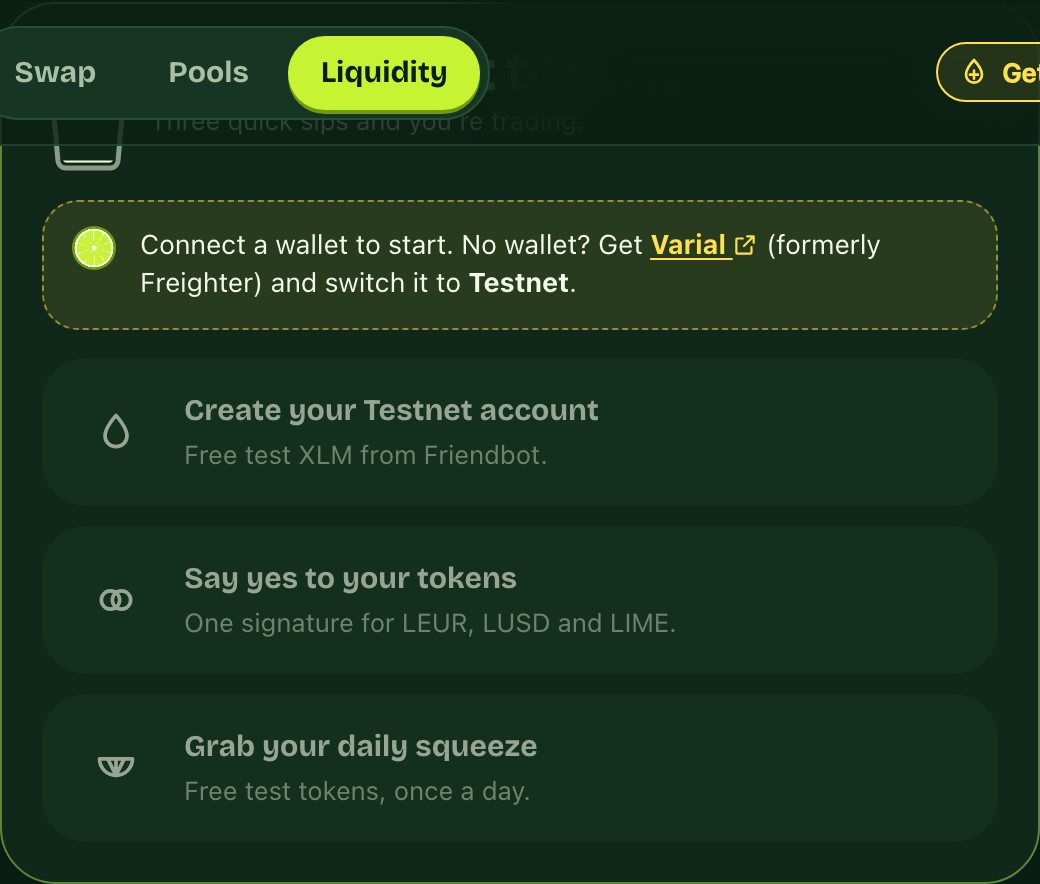 Swap
Pools
Liquidity
Get
Three quick sips and you're trading.
Connect a wallet to start. No wallet? Get Varial (formerly
Freighter) and switch it to Testnet.
Create your Testnet account
Free test XLM from Friendbot.
Say yes to your tokens
One signature for LEUR, LUSD and LIME.
Grab your daily squeeze
Free test tokens, once a day.